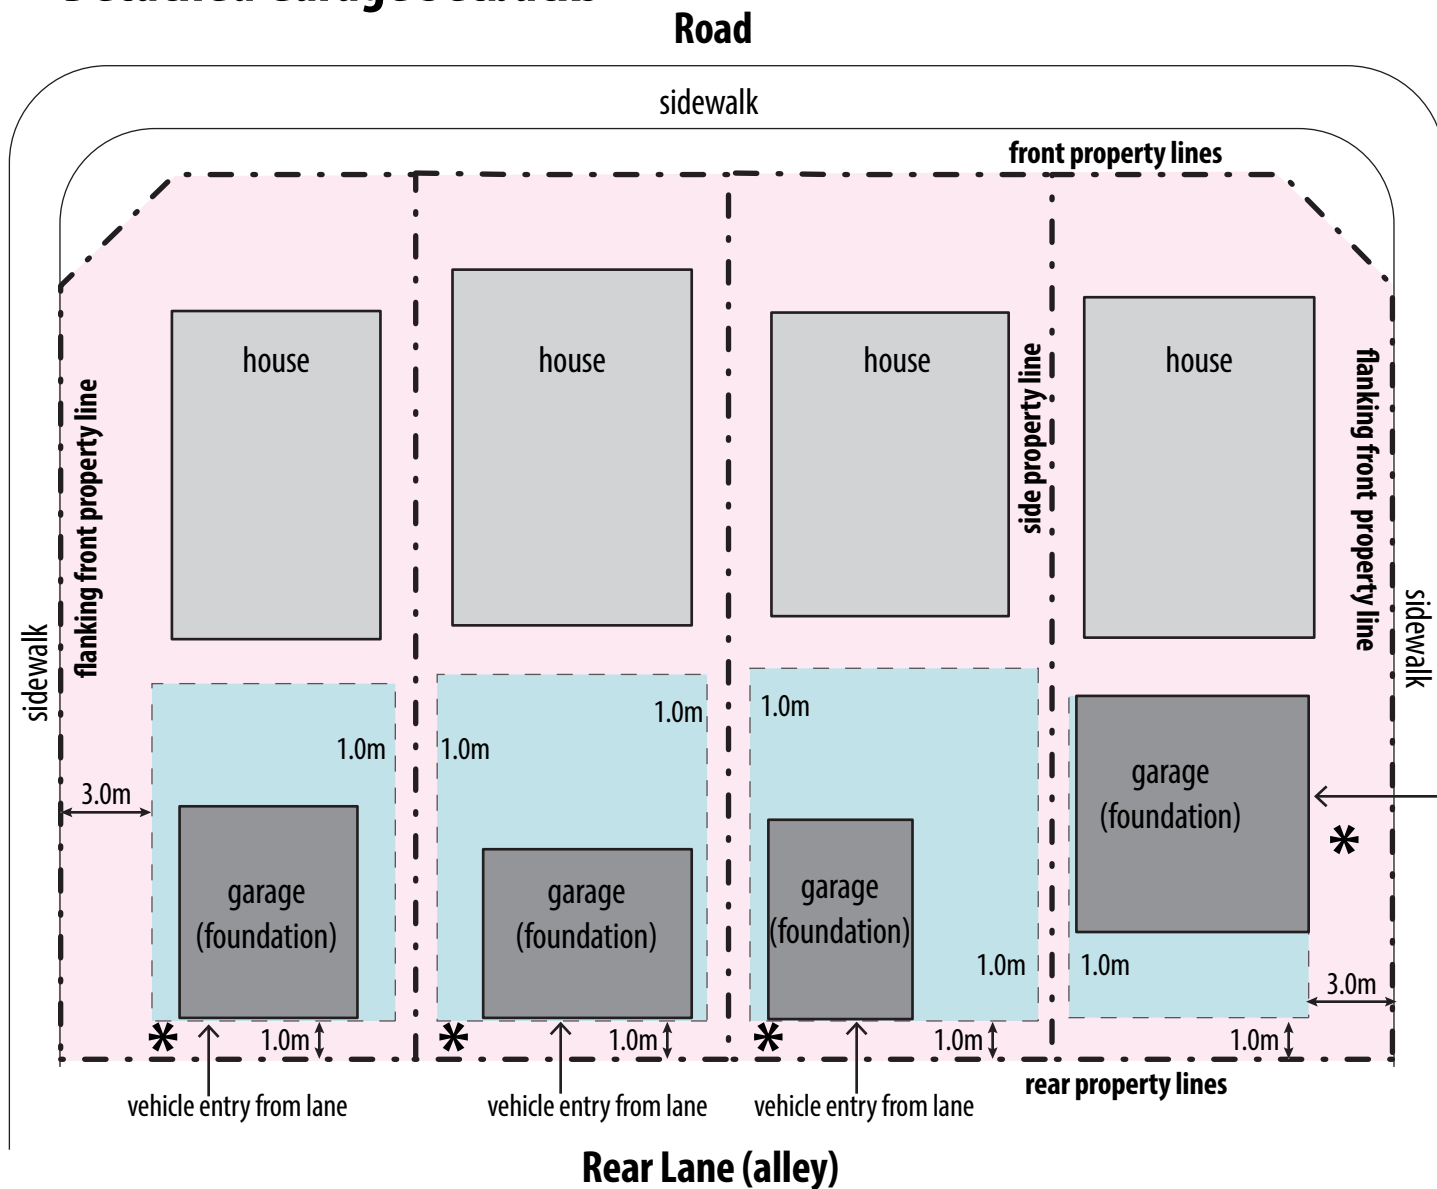 Detached Garage Setbacks
Road
sidewalk
front property lines
house
house
house
house
flanking front property line
side property line
flanking front property line
sidewalk
sidewalk
1.0m
1.0m
1.0m
1.0m
3.0m
garage
(foundation)
garage
(foundation)
garage
(foundation)
garage
(foundation)
*
1.0m
1.0m
3.0m
*
1.0m
*
1.0m
*
1.0m
1.0m
rear property lines
vehicle entry from lane
vehicle entry from lane
vehicle entry from lane
Rear Lane (alley)